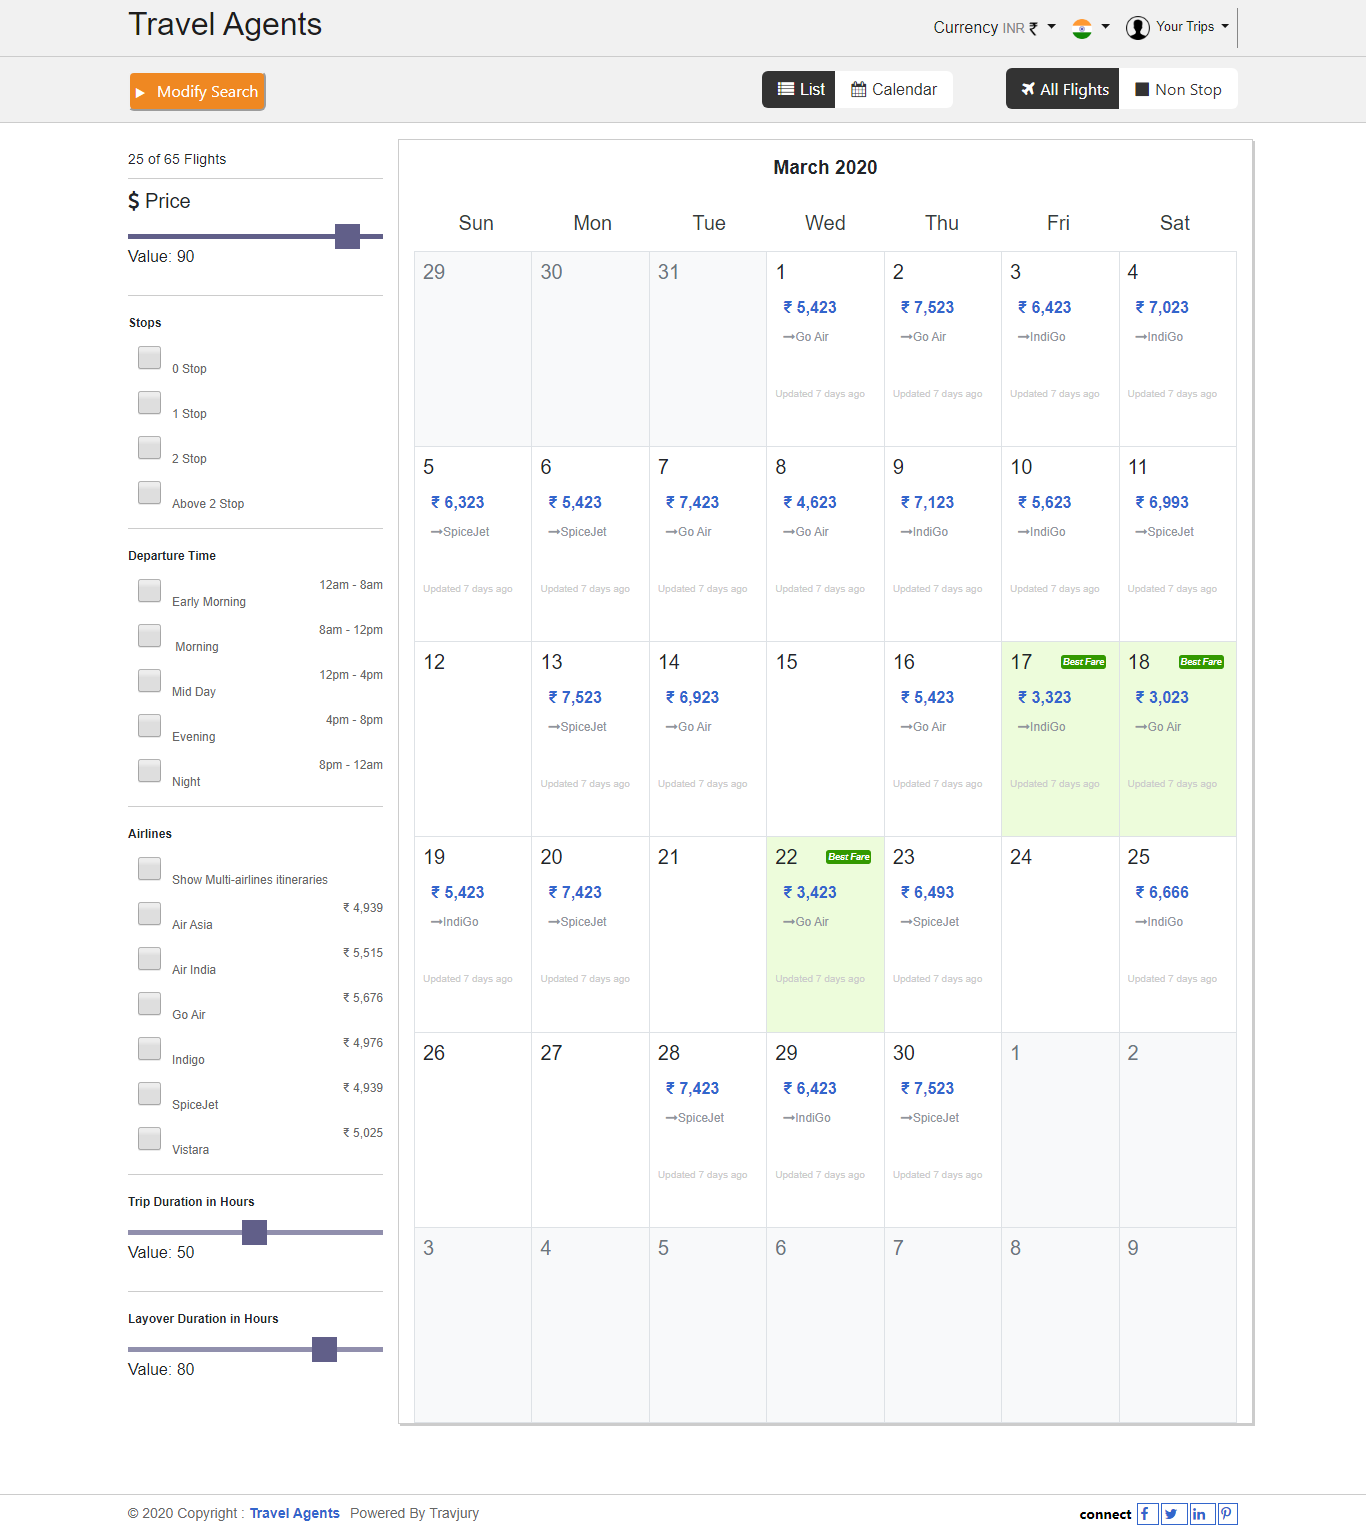 Travel Agents
Currency INR ₹
Your Trips
Modify Search
List
Calendar
All Flights
Non Stop
25 of 65 Flights
$ Price
Value: 90
Stops
0 Stop
1 Stop
2 Stop
Above 2 Stop
Departure Time
12am - 8am
Early Morning
8am - 12pm
Morning
12pm - 4pm
Mid Day
4pm - 8pm
Evening
8pm - 12am
Night
Airlines
Show Multi-airlines itineraries
₹ 4,939
Air Asia
₹ 5,515
Air India
₹ 5,676
Go Air
₹ 4,976
Indigo
₹ 4,939
SpiceJet
₹ 5,025
Vistara
Trip Duration in Hours
Value: 50
Layover Duration in Hours
Value: 80
March 2020
Sun Mon Tue Wed Thu Fri Sat
29 30 31 1 2 3 4
₹ 5,423 ₹ 7,523 ₹ 6,423 ₹ 7,023
→Go Air →Go Air →IndiGo →IndiGo
Updated 7 days ago Updated 7 days ago Updated 7 days ago Updated 7 days ago
5 6 7 8 9 10 11
₹ 6,323 ₹ 5,423 ₹ 7,423 ₹ 4,623 ₹ 7,123 ₹ 5,623 ₹ 6,993
→SpiceJet →SpiceJet →Go Air →Go Air →IndiGo →IndiGo →SpiceJet
Updated 7 days ago Updated 7 days ago Updated 7 days ago Updated 7 days ago Updated 7 days ago Updated 7 days ago Updated 7 days ago
12 13 14 15 16 17 Best Fare 18 Best Fare
₹ 7,523 ₹ 6,923 ₹ 5,423 ₹ 3,323 ₹ 3,023
→SpiceJet →Go Air →Go Air →IndiGo →Go Air
Updated 7 days ago Updated 7 days ago Updated 7 days ago Updated 7 days ago Updated 7 days ago
19 20 21 22 Best Fare 23 24 25
₹ 5,423 ₹ 7,423 ₹ 3,423 ₹ 6,493 ₹ 6,666
→IndiGo →SpiceJet →Go Air →SpiceJet →IndiGo
Updated 7 days ago Updated 7 days ago Updated 7 days ago Updated 7 days ago Updated 7 days ago
26 27 28 29 30 1 2
₹ 7,423 ₹ 6,423 ₹ 7,523
→SpiceJet →IndiGo →SpiceJet
Updated 7 days ago Updated 7 days ago Updated 7 days ago
3 4 5 6 7 8 9
© 2020 Copyright : Travel Agents Powered By Travjury
connect